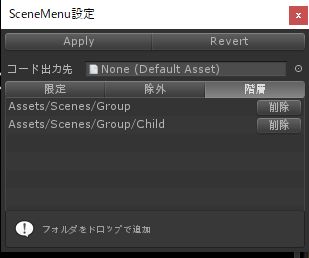 SceneMenu設定
x
Apply
Revert
コード出力先
None (Default Asset)
限定
除外
階層
Assets/Scenes/Group
削除
Assets/Scenes/Group/Child
削除
フォルダをドロップで追加